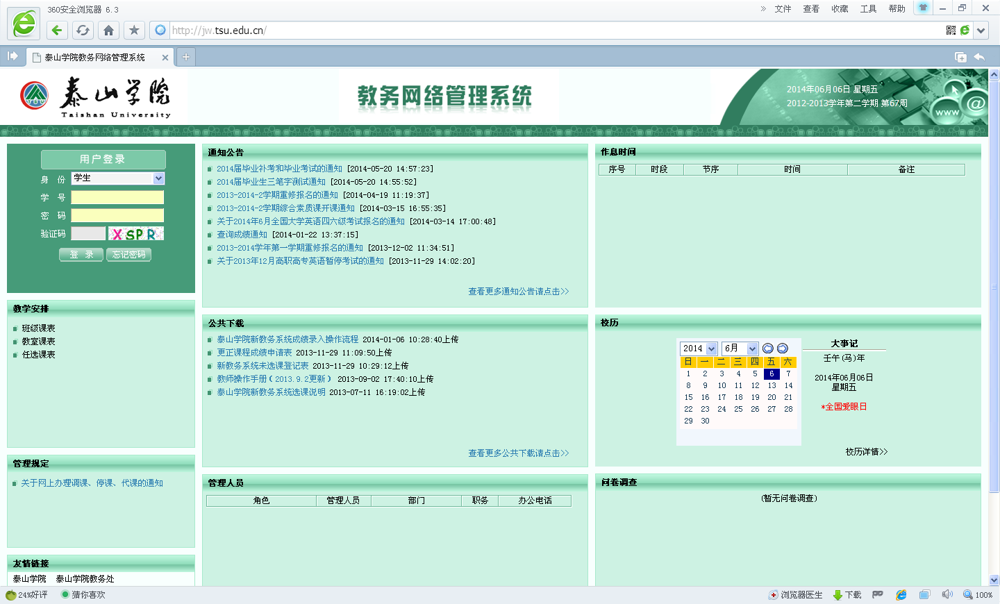 360安全浏览器 6.3
» 文件 查看 收藏 工具 帮助
http://jw.tsu.edu.cn/
泰山学院教务网络管理系统
泰山学院
Taishan University
教务网络管理系统
2014年06月06日 星期五
2012-2013学年第二学期 第67周
www
@
用户登录
身 份 学生
学 号
密 码
验证码 XSPR
登 录 忘记密码
教学安排
班级课表
教室课表
任选课表
管理规定
关于网上办理调课、停课、代课的通知
友情链接
泰山学院 泰山学院教务处
通知公告
2014届毕业补考和毕业考试的通知 [2014-05-20 14:57:23]
2014届毕业生三笔字测试通知 [2014-05-20 14:55:52]
2013-2014-2学期重修报名的通知 [2014-04-19 11:19:37]
2013-2014-2学期综合素质课开课通知 [2014-03-15 16:55:35]
关于2014年6月全国大学英语四六级考试报名的通知 [2014-03-14 17:00:48]
查询成绩通知 [2014-01-22 13:37:15]
2013-2014学年第一学期重修报名的通知 [2013-12-02 11:34:51]
关于2013年12月高职高专英语暂停考试的通知 [2013-11-29 14:02:20]
查看更多通知公告请点击>>
公共下载
泰山学院新教务系统成绩录入操作流程 2014-01-06 10:28:40上传
更正课程成绩申请表 2013-11-29 11:09:50上传
新教务系统未选课登记表 2013-11-29 10:29:12上传
教师操作手册（2013.9.2更新） 2013-09-02 17:40:10上传
泰山学院新教务系统选课说明 2013-07-11 16:19:02上传
查看更多公共下载请点击>>
管理人员
角色 管理人员 部门 职务 办公电话
作息时间
序号 时段 节序 时间 备注
校历
2014 6月
日 一 二 三 四 五 六
1 2 3 4 5 6 7
8 9 10 11 12 13 14
15 16 17 18 19 20 21
22 23 24 25 26 27 28
29 30
大事记
壬午(马)年
2014年06月06日
星期五
*全国爱眼日
校历详情>>
问卷调查
(暂无问卷调查)
24%好评 猜你喜欢
浏览器医生 下载 100%